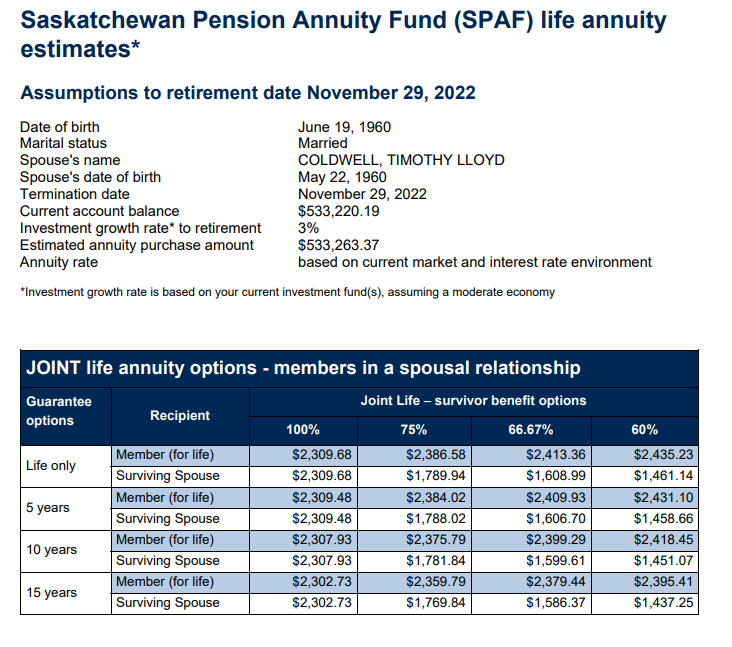 Saskatchewan Pension Annuity Fund (SPAF) life annuity
estimates*
Assumptions to retirement date November 29, 2022
Date of birth June 19, 1960
Marital status Married
Spouse's name COLDWELL, TIMOTHY LLOYD
Spouse's date of birth May 22, 1960
Termination date November 29, 2022
Current account balance $533,220.19
Investment growth rate* to retirement 3%
Estimated annuity purchase amount $533,263.37
Annuity rate based on current market and interest rate environment
*Investment growth rate is based on your current investment fund(s), assuming a moderate economy
JOINT life annuity options - members in a spousal relationship
Guarantee options Recipient Joint Life – survivor benefit options
100% 75% 66.67% 60%
Life only Member (for life) $2,309.68 $2,386.58 $2,413.36 $2,435.23
Surviving Spouse $2,309.68 $1,789.94 $1,608.99 $1,461.14
5 years Member (for life) $2,309.48 $2,384.02 $2,409.93 $2,431.10
Surviving Spouse $2,309.48 $1,788.02 $1,606.70 $1,458.66
10 years Member (for life) $2,307.93 $2,375.79 $2,399.29 $2,418.45
Surviving Spouse $2,307.93 $1,781.84 $1,599.61 $1,451.07
15 years Member (for life) $2,302.73 $2,359.79 $2,379.44 $2,395.41
Surviving Spouse $2,302.73 $1,769.84 $1,586.37 $1,437.25